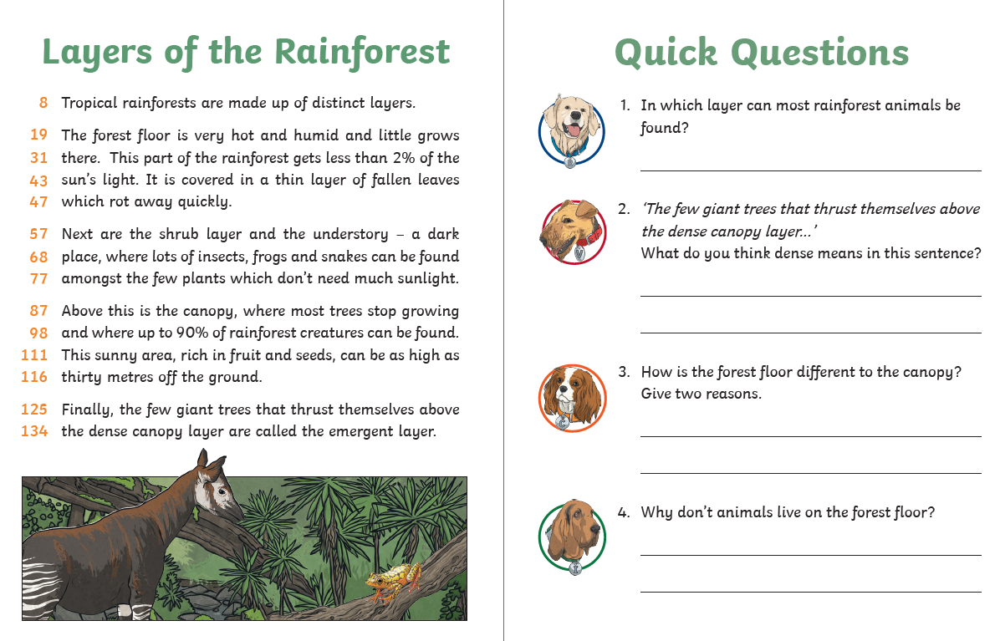 Layers of the Rainforest
8 Tropical rainforests are made up of distinct layers.
19 The forest floor is very hot and humid and little grows
31 there. This part of the rainforest gets less than 2% of the
43 sun's light. It is covered in a thin layer of fallen leaves
47 which rot away quickly.
57 Next are the shrub layer and the understory – a dark
68 place, where lots of insects, frogs and snakes can be found
77 amongst the few plants which don't need much sunlight.
87 Above this is the canopy, where most trees stop growing
98 and where up to 90% of rainforest creatures can be found.
111 This sunny area, rich in fruit and seeds, can be as high as
116 thirty metres off the ground.
125 Finally, the few giant trees that thrust themselves above
134 the dense canopy layer are called the emergent layer.
Quick Questions
1. In which layer can most rainforest animals be
found?
2. ‘The few giant trees that thrust themselves above
the dense canopy layer...’
What do you think dense means in this sentence?
V
3. How is the forest floor different to the canopy?
Give two reasons.
C
4. Why don't animals live on the forest floor?
I